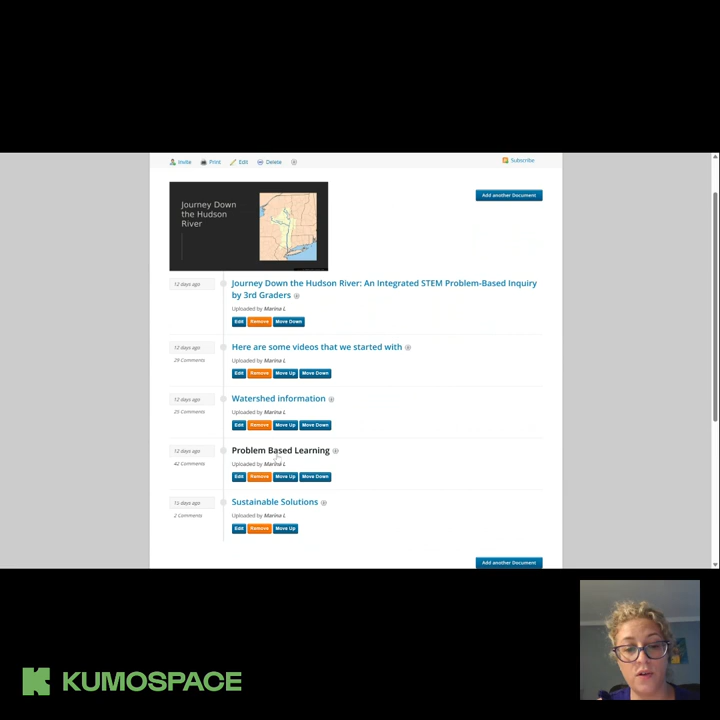 Invite Print Edit Delete Subscribe
Journey Down
the Hudson
River
Add another Document
12 days ago
Journey Down the Hudson River: An Integrated STEM Problem-Based Inquiry
by 3rd Graders
Uploaded by Marina L
Edit Remove Move Down
12 days ago
Here are some videos that we started with
29 Comments
Uploaded by Marina L
Edit Remove Move Up Move Down
12 days ago
Watershed information
25 Comments
Uploaded by Marina L
Edit Remove Move Up Move Down
12 days ago
Problem Based Learning
42 Comments
Uploaded by Marina L
Edit Remove Move Up Move Down
15 days ago
Sustainable Solutions
2 Comments
Uploaded by Marina L
Edit Remove Move Up
Add another Document
KUMOSPACE